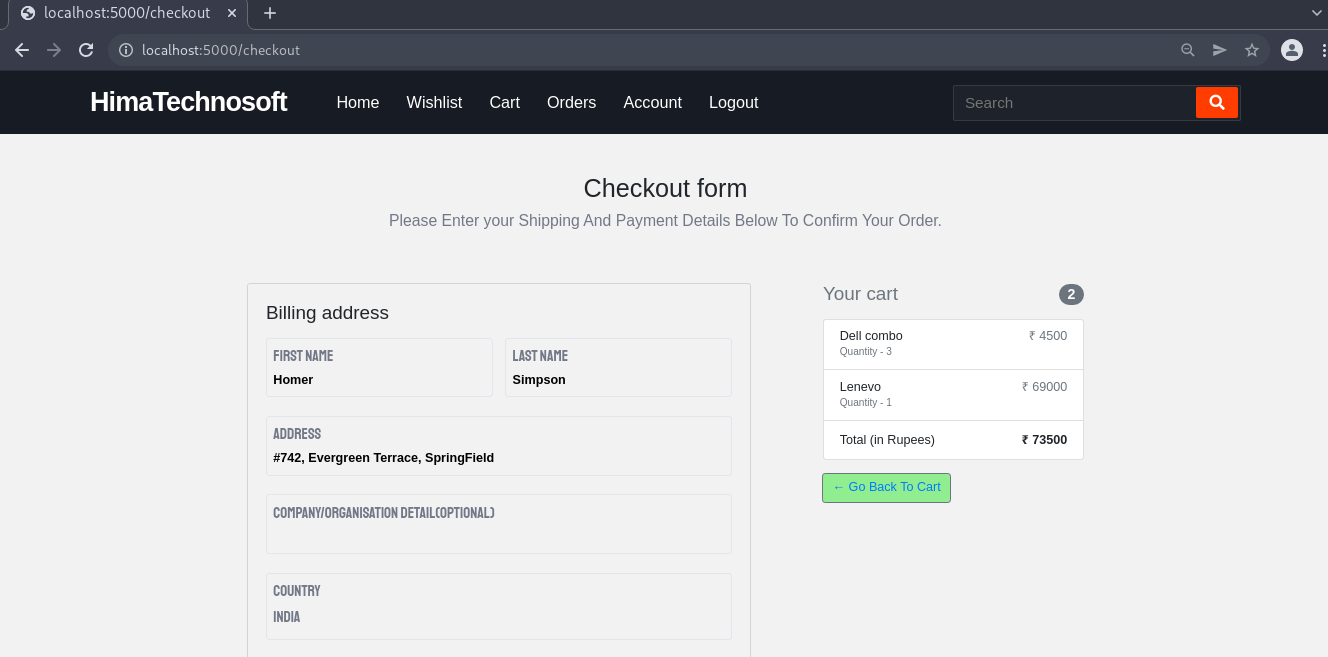 localhost:5000/checkout
localhost:5000/checkout
HimaTechnosoft Home Wishlist Cart Orders Account Logout Search
Checkout form
Please Enter your Shipping And Payment Details Below To Confirm Your Order.
Billing address
FIRST NAME
Homer
LAST NAME
Simpson
ADDRESS
#742, Evergreen Terrace, SpringField
COMPANY/ORGANISATION DETAIL(OPTIONAL)
COUNTRY
INDIA
Your cart 2
Dell combo ₹ 4500
Quantity - 3
Lenevo ₹ 69000
Quantity - 1
Total (in Rupees) ₹ 73500
← Go Back To Cart